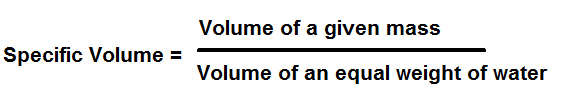 Volume of a given mass
Specific Volume =
Volume of an equal weight of water